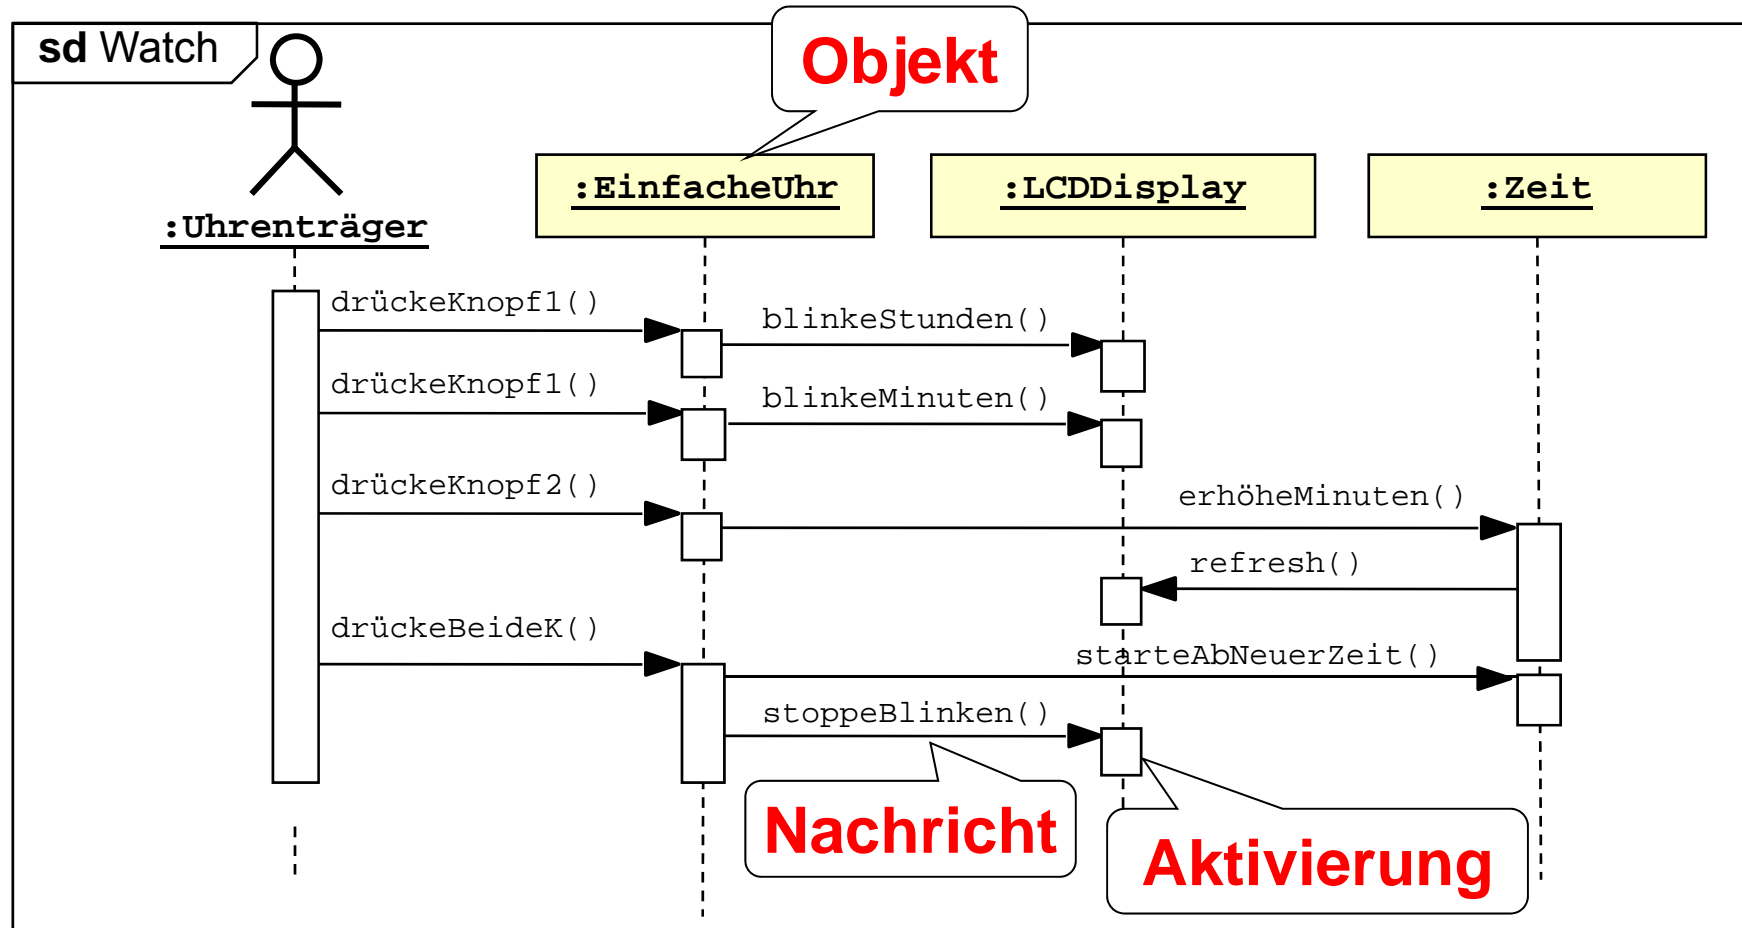 sd Watch
Objekt
:Uhrenträger
:EinfacheUhr
:LCDDisplay
:Zeit
drückeKnopf1()
blinkeStunden()
drückeKnopf1()
blinkeMinuten()
drückeKnopf2()
erhöheMinuten()
refresh()
drückeBeideK()
starteAbNeuerZeit()
stoppeBlinken()
Nachricht
Aktivierung